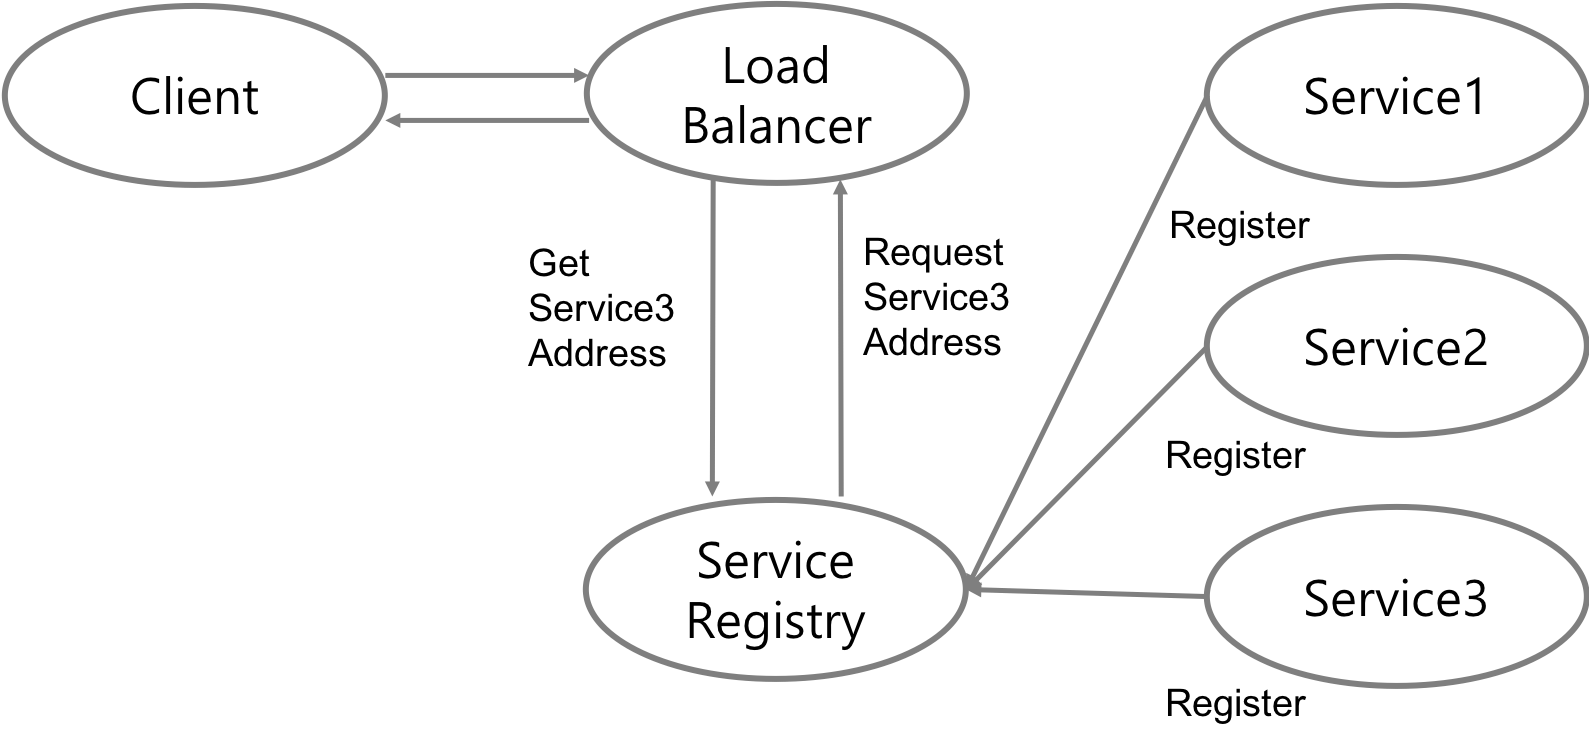 Client
Load
Balancer
Service1
Register
Get
Service3
Address
Request
Service3
Address
Service2
Register
Service
Registry
Service3
Register